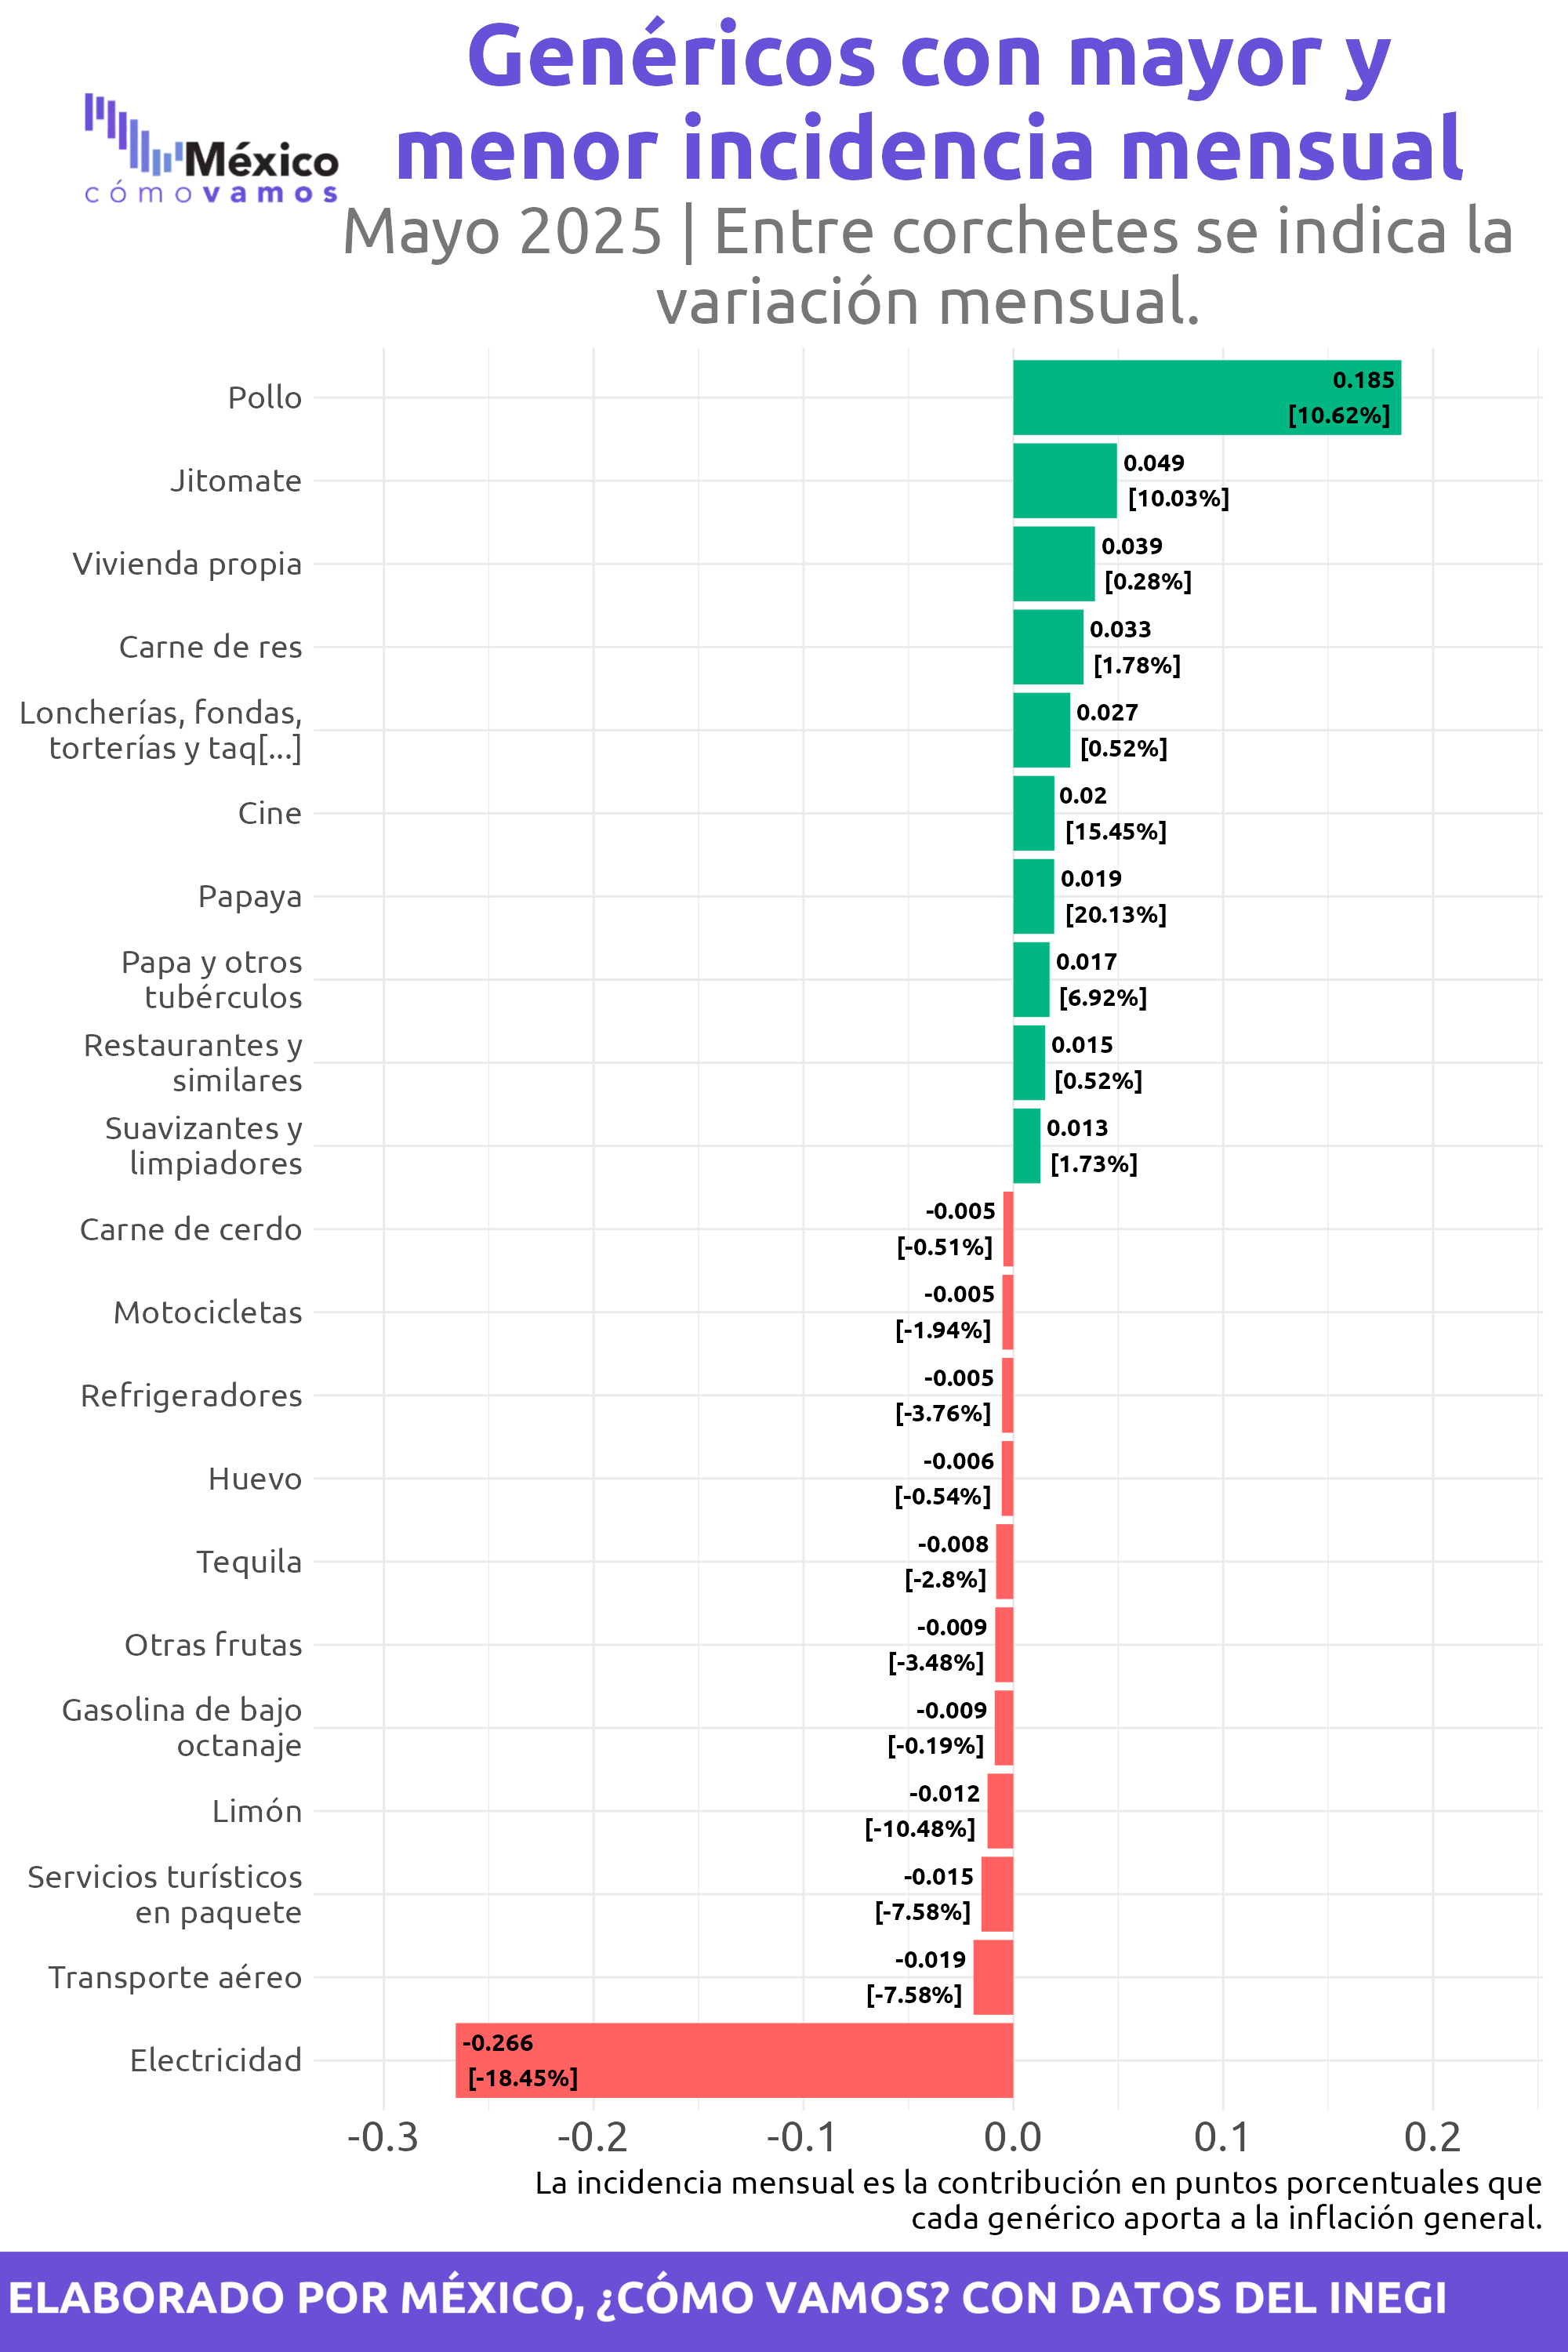 Genéricos con mayor y
menor incidencia mensual
México
cómovamos
Mayo 2025 | Entre corchetes se indica la
variación mensual.
Pollo
0.185
[10.62%]
Jitomate
0.049
[10.03%]
Vivienda propia
0.039
[0.28%]
Carne de res
0.033
[1.78%]
Loncherías, fondas,
torterías y taq[...]
0.027
[0.52%]
Cine
0.02
[15.45%]
Papaya
0.019
[20.13%]
Papa y otros
tubérculos
0.017
[6.92%]
Restaurantes y
similares
0.015
[0.52%]
Suavizantes y
limpiadores
0.013
[1.73%]
Carne de cerdo
-0.005
[-0.51%]
Motocicletas
-0.005
[-1.94%]
Refrigeradores
-0.005
[-3.76%]
Huevo
-0.006
[-0.54%]
Tequila
-0.008
[-2.8%]
Otras frutas
-0.009
[-3.48%]
Gasolina de bajo
octanaje
-0.009
[-0.19%]
Limón
-0.012
[-10.48%]
Servicios turísticos
en paquete
-0.015
[-7.58%]
Transporte aéreo
-0.019
[-7.58%]
Electricidad
-0.266
[-18.45%]
-0.3 -0.2 -0.1 0.0 0.1 0.2
La incidencia mensual es la contribución en puntos porcentuales que
cada genérico aporta a la inflación general.
ELABORADO POR MÉXICO, ¿CÓMO VAMOS? CON DATOS DEL INEGI